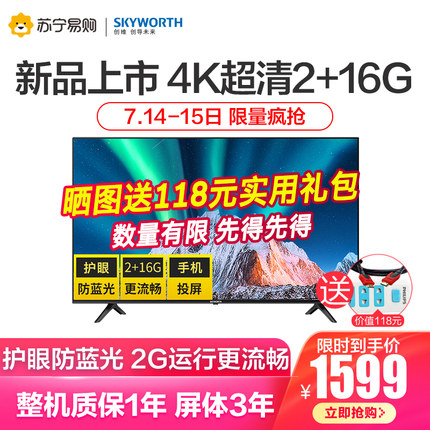 苏宁易购
SKYWORTH
创维 创导未来
新品上市 4K超清2+16G
7.14-15日 限量疯抢
晒图送118元实用礼包
数量有限 先得先得
护眼 2+16G 手机
防蓝光 更流畅 投屏
送
价值118元
护眼防蓝光 2G运行更流畅
整机质保1年 屏体3年
限时到手价
¥1599
立即抢购